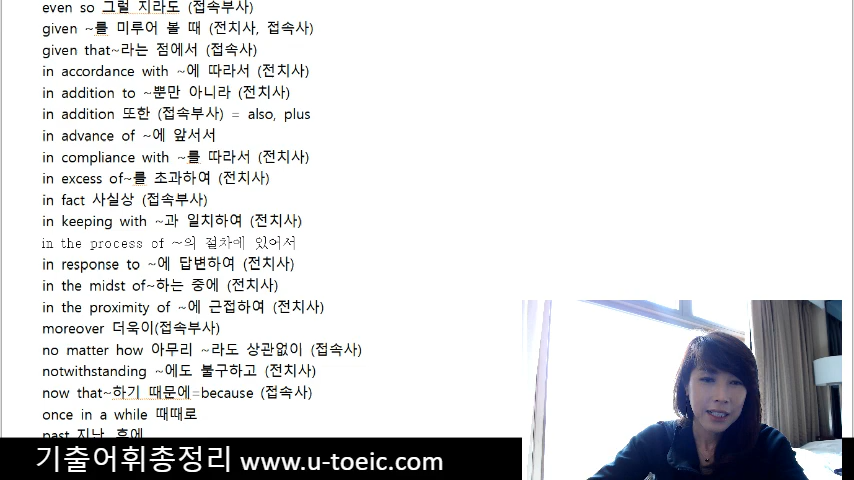 even so 그럴 지라도 (접속부사)
given ~를 미루어 볼 때 (전치사, 접속사)
given that~라는 점에서 (접속사)
in accordance with ~에 따라서 (전치사)
in addition to ~뿐만 아니라 (전치사)
in addition 또한 (접속부사) = also, plus
in advance of ~에 앞서서
in compliance with ~를 따라서 (전치사)
in excess of~를 초과하여 (전치사)
in fact 사실상 (접속부사)
in keeping with ~과 일치하여 (전치사)
in the process of ~의 절차에 있어서
in response to ~에 답변하여 (전치사)
in the midst of~하는 중에 (전치사)
in the proximity of ~에 근접하여 (전치사)
moreover 더욱이(접속부사)
no matter how 아무리 ~라도 상관없이 (접속사)
notwithstanding ~에도 불구하고 (전치사)
now that~하기 때문에=because (접속사)
once in a while 때때로
past 지난, 후에
기출어휘총정리 www.u-toeic.com